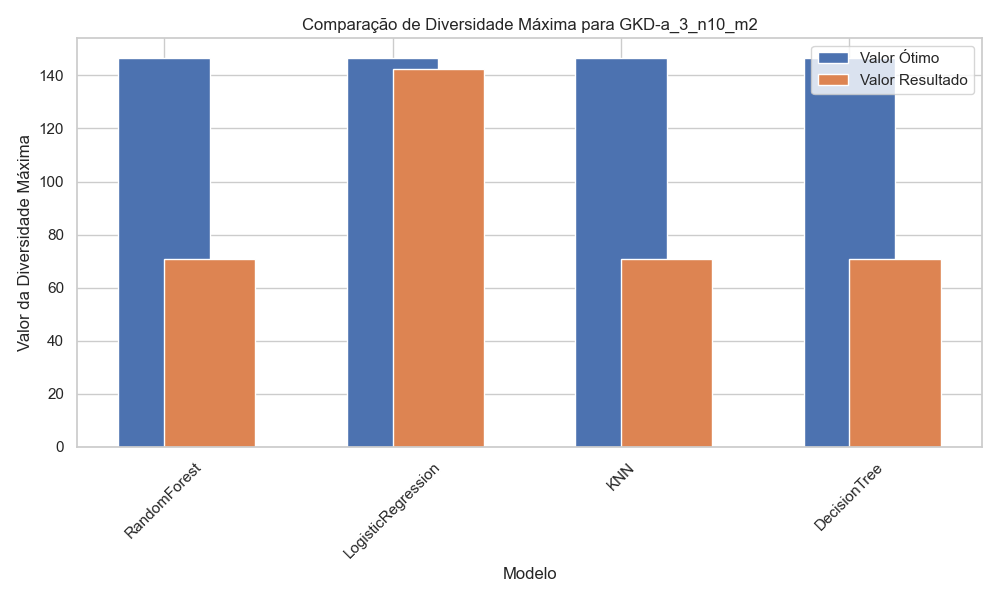 Comparação de Diversidade Máxima para GKD-a_3_n10_m2
Valor Ótimo
Valor Resultado
Valor da Diversidade Máxima
140
120
100
80
60
40
20
0
RandomForest
LogisticRegression
KNN
DecisionTree
Modelo